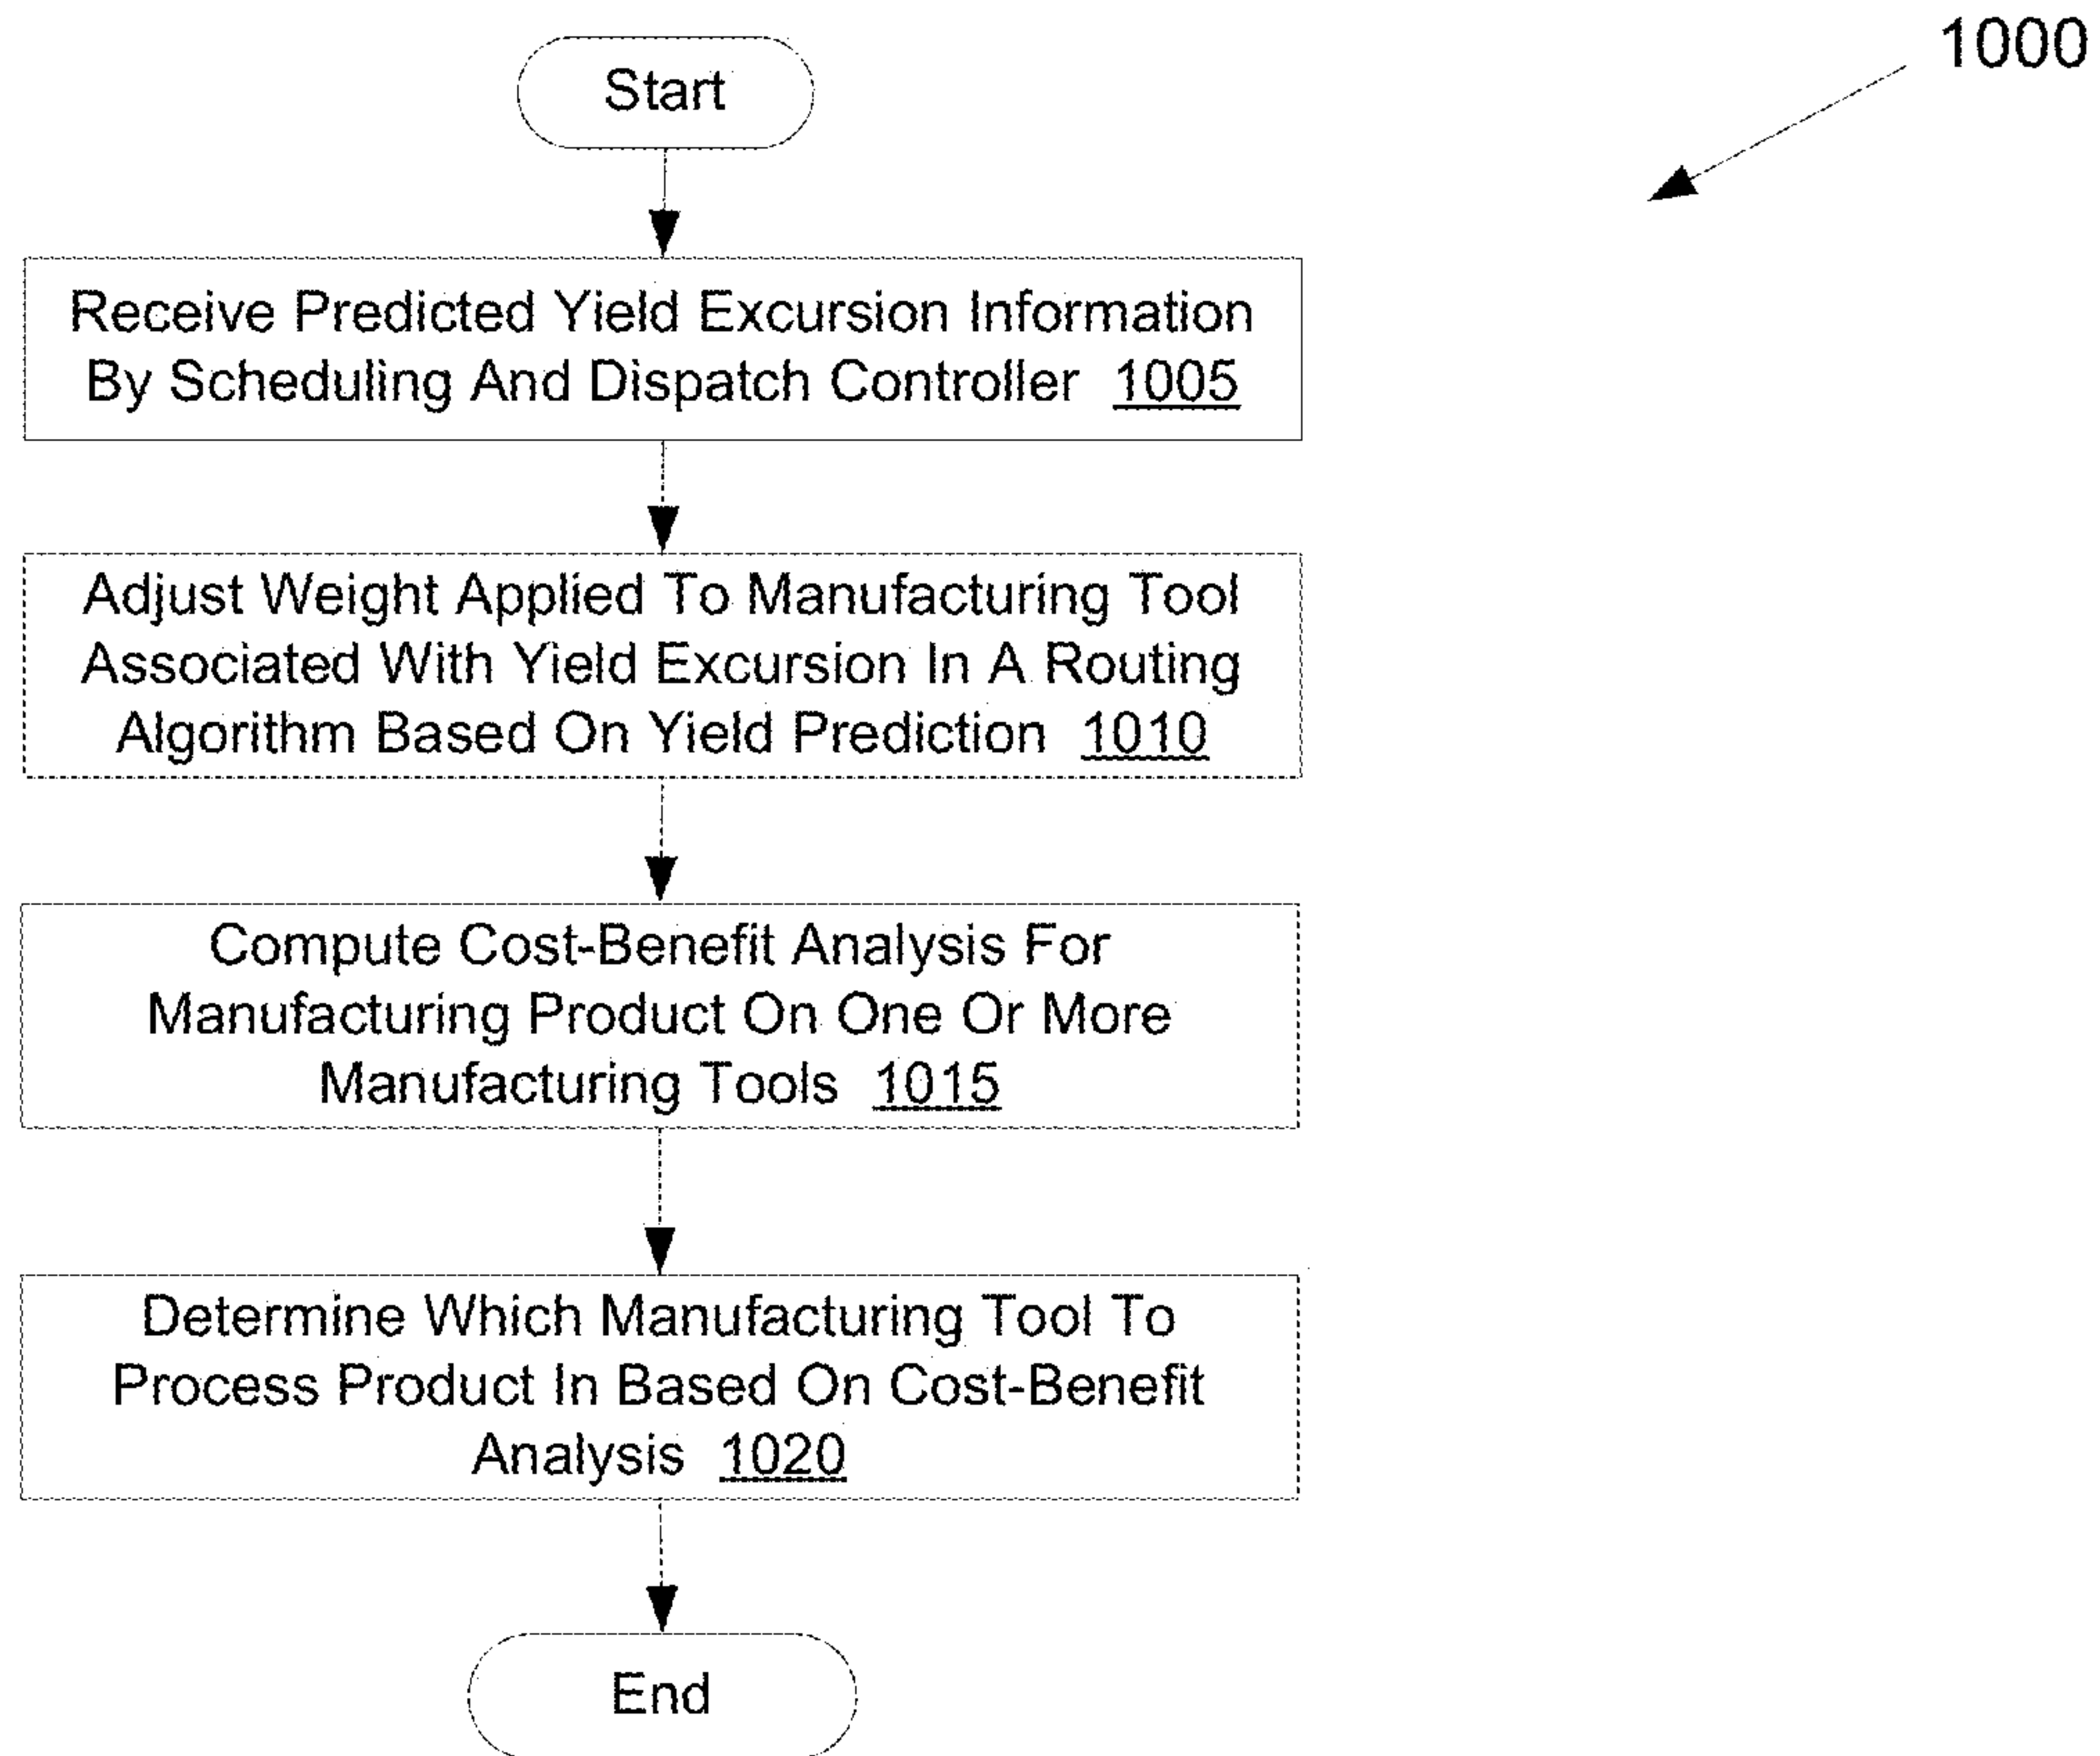 1000
Start
Receive Predicted Yield Excursion Information
By Scheduling And Dispatch Controller 1005
Adjust Weight Applied To Manufacturing Tool
Associated With Yield Excursion In A Routing
Algorithm Based On Yield Prediction 1010
Compute Cost-Benefit Analysis For
Manufacturing Product On One Or More
Manufacturing Tools 1015
Determine Which Manufacturing Tool To
Process Product In Based On Cost-Benefit
Analysis 1020
End